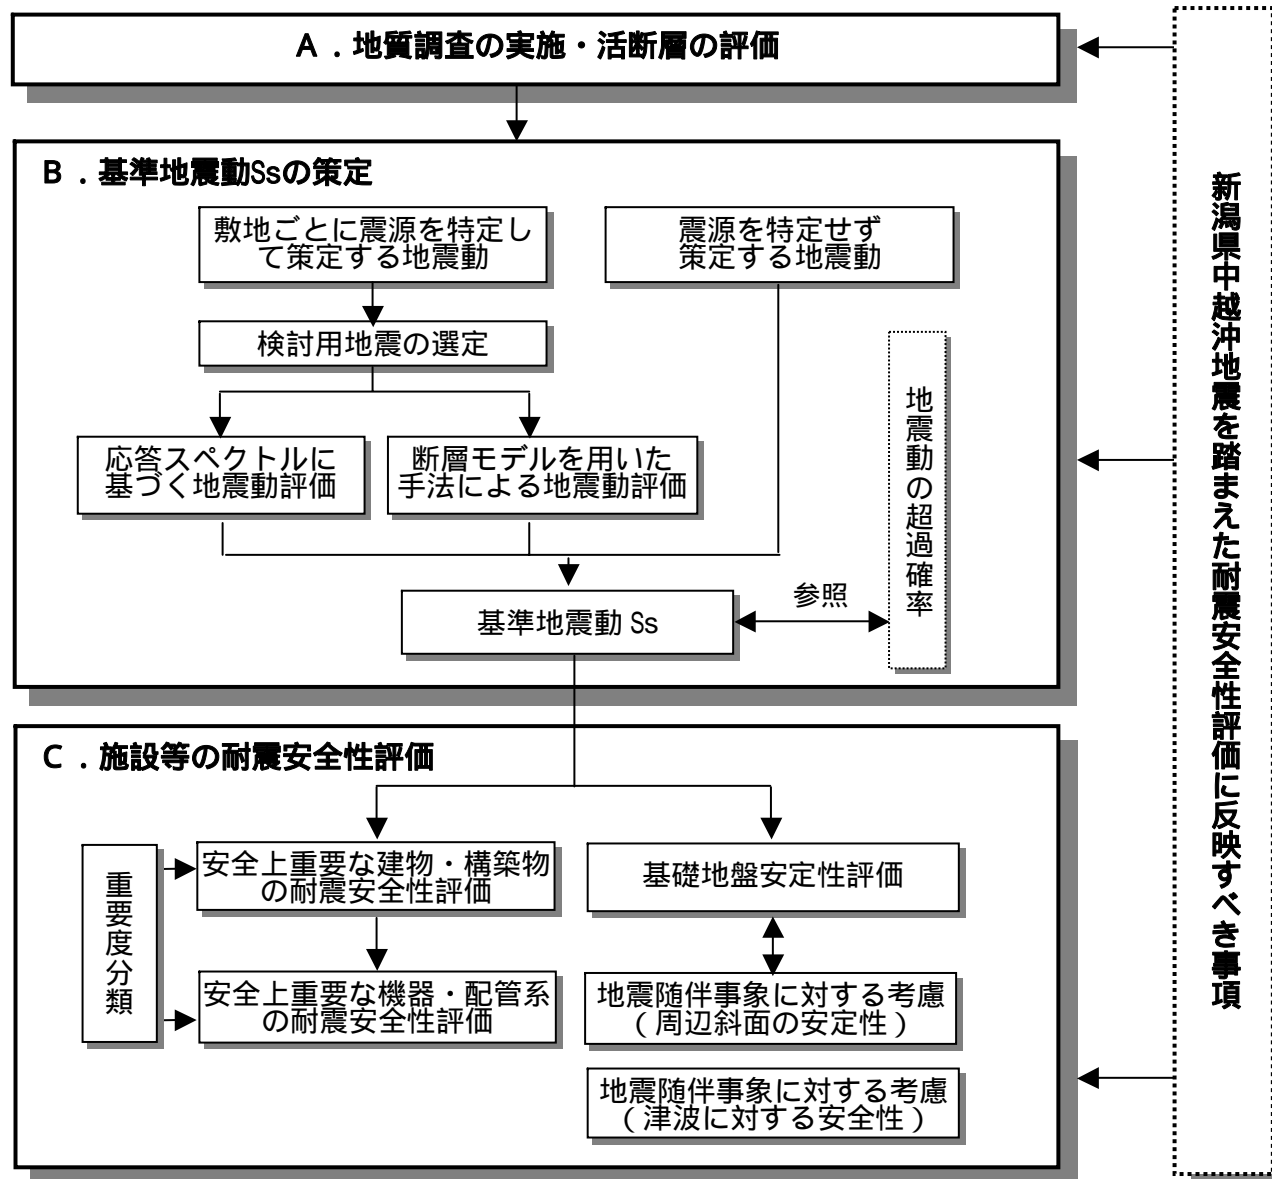 A．地質調査の実施・活断層の評価
B．基準地震動Ssの策定
敷地ごとに震源を特定し
て策定する地震動
震源を特定せず
策定する地震動
検討用地震の選定
応答スペクトルに
基づく地震動評価
断層モデルを用いた
手法による地震動評価
地震動の超過確率
参照
基準地震動 Ss
C．施設等の耐震安全性評価
重要度分類
安全上重要な建物・構築物
の耐震安全性評価
基礎地盤安定性評価
安全上重要な機器・配管系
の耐震安全性評価
地震随伴事象に対する考慮
（周辺斜面の安定性）
地震随伴事象に対する考慮
（津波に対する安全性）
新潟県中越沖地震を踏まえた耐震安全性評価に反映すべき事項